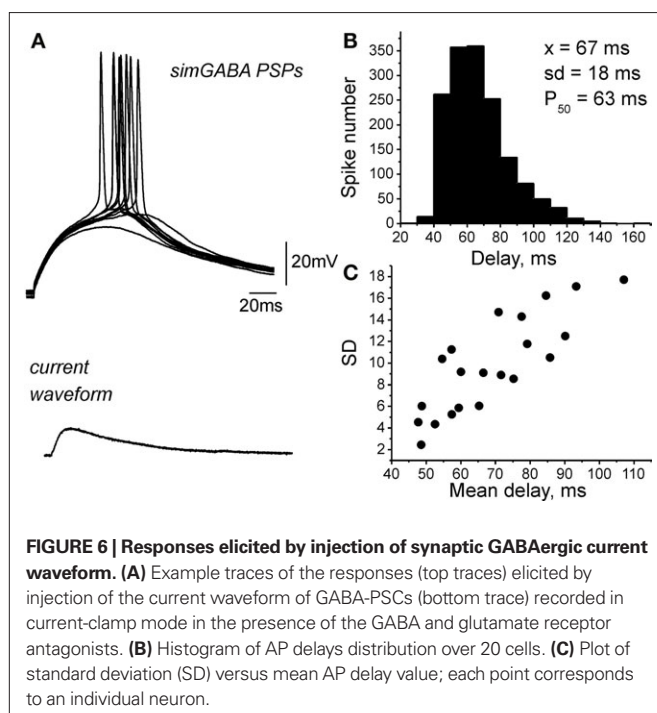 A
simGABA PSPs
20mV
20ms
current
waveform
B
Spike number
350
300
250
200
150
100
50
0
x = 67 ms
sd = 18 ms
P50 = 63 ms
20 40 60 80 100 120 140 160
Delay, ms
C
SD
18
16
14
12
10
8
6
4
2
40 50 60 70 80 90 100 110
Mean delay, ms
FIGURE 6 | Responses elicited by injection of synaptic GABAergic current
waveform. (A) Example traces of the responses (top traces) elicited by
injection of the current waveform of GABA-PSCs (bottom trace) recorded in
current-clamp mode in the presence of the GABA and glutamate receptor
antagonists. (B) Histogram of AP delays distribution over 20 cells. (C) Plot of
standard deviation (SD) versus mean AP delay value; each point corresponds
to an individual neuron.